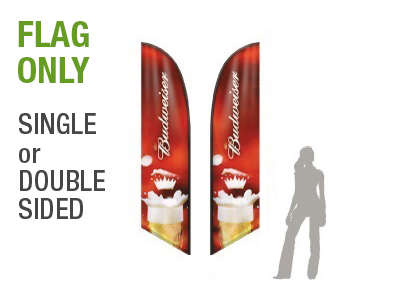 FLAG
ONLY
SINGLE
or
DOUBLE
SIDED
Budweiser
Budweiser